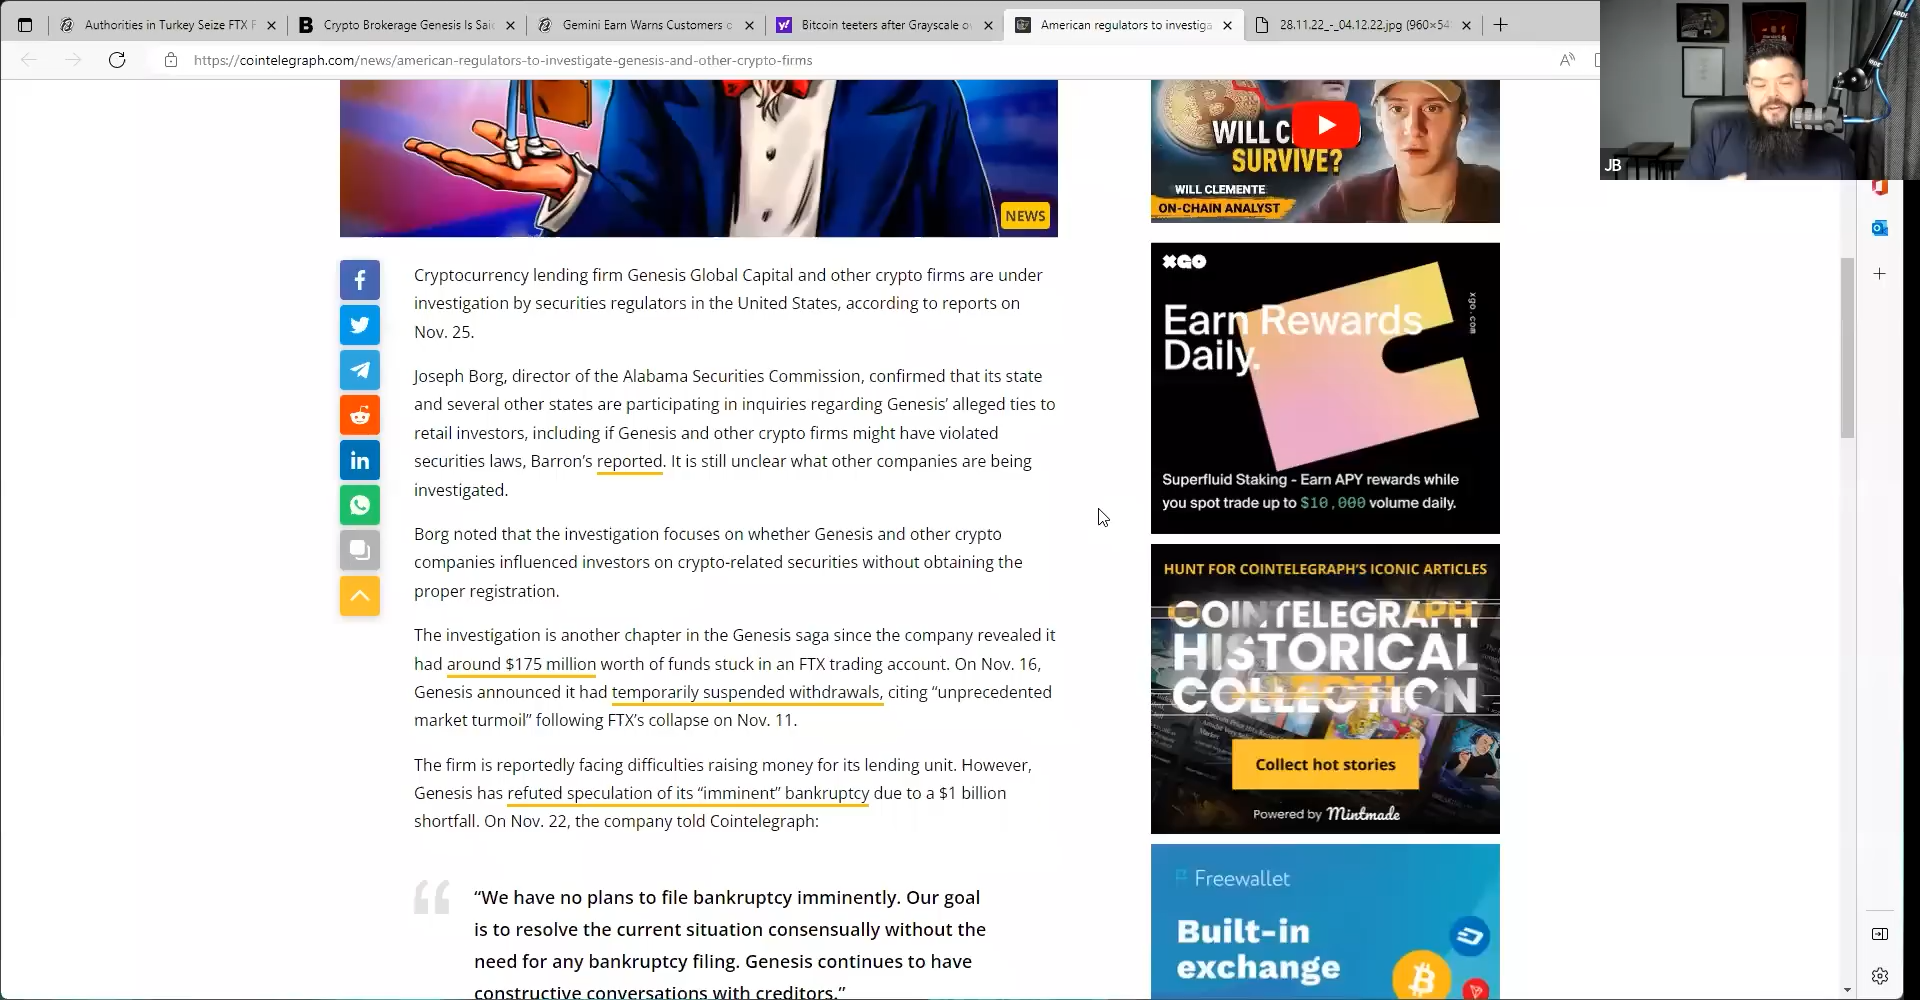 Authorities in Turkey Seize FTX F
Crypto Brokerage Genesis Is Sai
Gemini Earn Warns Customers o
Bitcoin teeters after Grayscale o
American regulators to investiga
28.11.22_-_04.12.22.jpg (960×54
https://cointelegraph.com/news/american-regulators-to-investigate-genesis-and-other-crypto-firms
JB
NEWS
Cryptocurrency lending firm Genesis Global Capital and other crypto firms are under
investigation by securities regulators in the United States, according to reports on
Nov. 25.
Joseph Borg, director of the Alabama Securities Commission, confirmed that its state
and several other states are participating in inquiries regarding Genesis’ alleged ties to
retail investors, including if Genesis and other crypto firms might have violated
securities laws, Barron’s reported. It is still unclear what other companies are being
investigated.
Borg noted that the investigation focuses on whether Genesis and other crypto
companies influenced investors on crypto-related securities without obtaining the
proper registration.
The investigation is another chapter in the Genesis saga since the company revealed it
had around $175 million worth of funds stuck in an FTX trading account. On Nov. 16,
Genesis announced it had temporarily suspended withdrawals, citing “unprecedented
market turmoil” following FTX’s collapse on Nov. 11.
The firm is reportedly facing difficulties raising money for its lending unit. However,
Genesis has refuted speculation of its “imminent” bankruptcy due to a $1 billion
shortfall. On Nov. 22, the company told Cointelegraph:
“We have no plans to file bankruptcy imminently. Our goal
is to resolve the current situation consensually without the
need for any bankruptcy filing. Genesis continues to have
constructive conversations with creditors.”
WILL C
SURVIVE?
WILL CLEMENTE
ON-CHAIN ANALYST
XGO
xgo.com
Earn Rewards
Daily.
Superfluid Staking - Earn APY rewards while
you spot trade up to $10,000 volume daily.
HUNT FOR COINTELEGRAPH’S ICONIC ARTICLES
COINTELEGRAPH
HISTORICAL
COLLECTION
Collect hot stories
Powered by Mintmade
Freewallet
Built-in
exchange